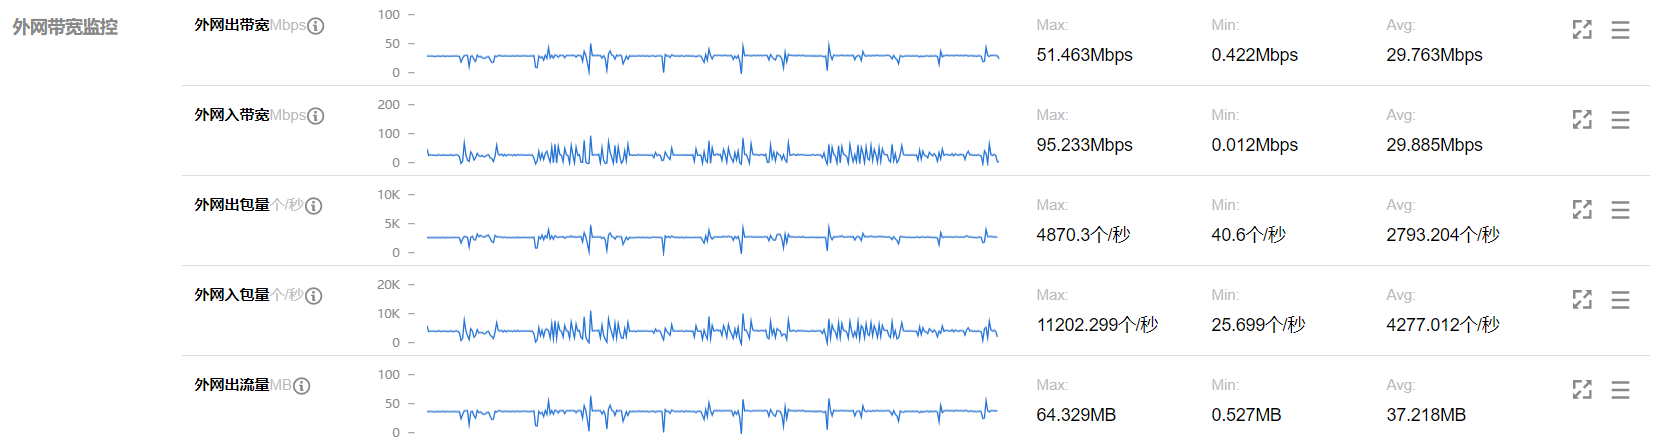 外网带宽监控
外网出带宽Mbps
100
50
0
Max:
51.463Mbps
Min:
0.422Mbps
Avg:
29.763Mbps
外网入带宽Mbps
200
100
0
Max:
95.233Mbps
Min:
0.012Mbps
Avg:
29.885Mbps
外网出包量个/秒
10K
5K
0
Max:
4870.3个/秒
Min:
40.6个/秒
Avg:
2793.204个/秒
外网入包量个/秒
20K
10K
0
Max:
11202.299个/秒
Min:
25.699个/秒
Avg:
4277.012个/秒
外网出流量MB
100
50
0
Max:
64.329MB
Min:
0.527MB
Avg:
37.218MB